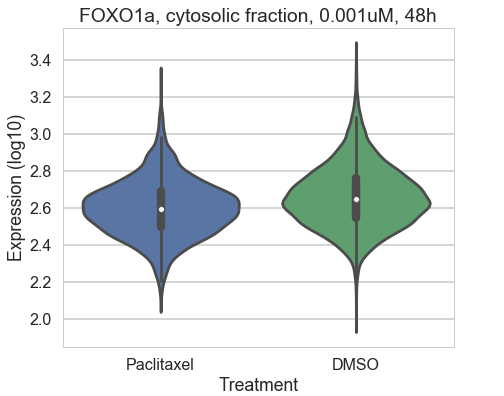 FOXO1a, cytosolic fraction, 0.001uM, 48h
3.4
3.2
3.0
2.8
2.6
2.4
2.2
2.0
Expression (log10)
Paclitaxel DMSO
Treatment